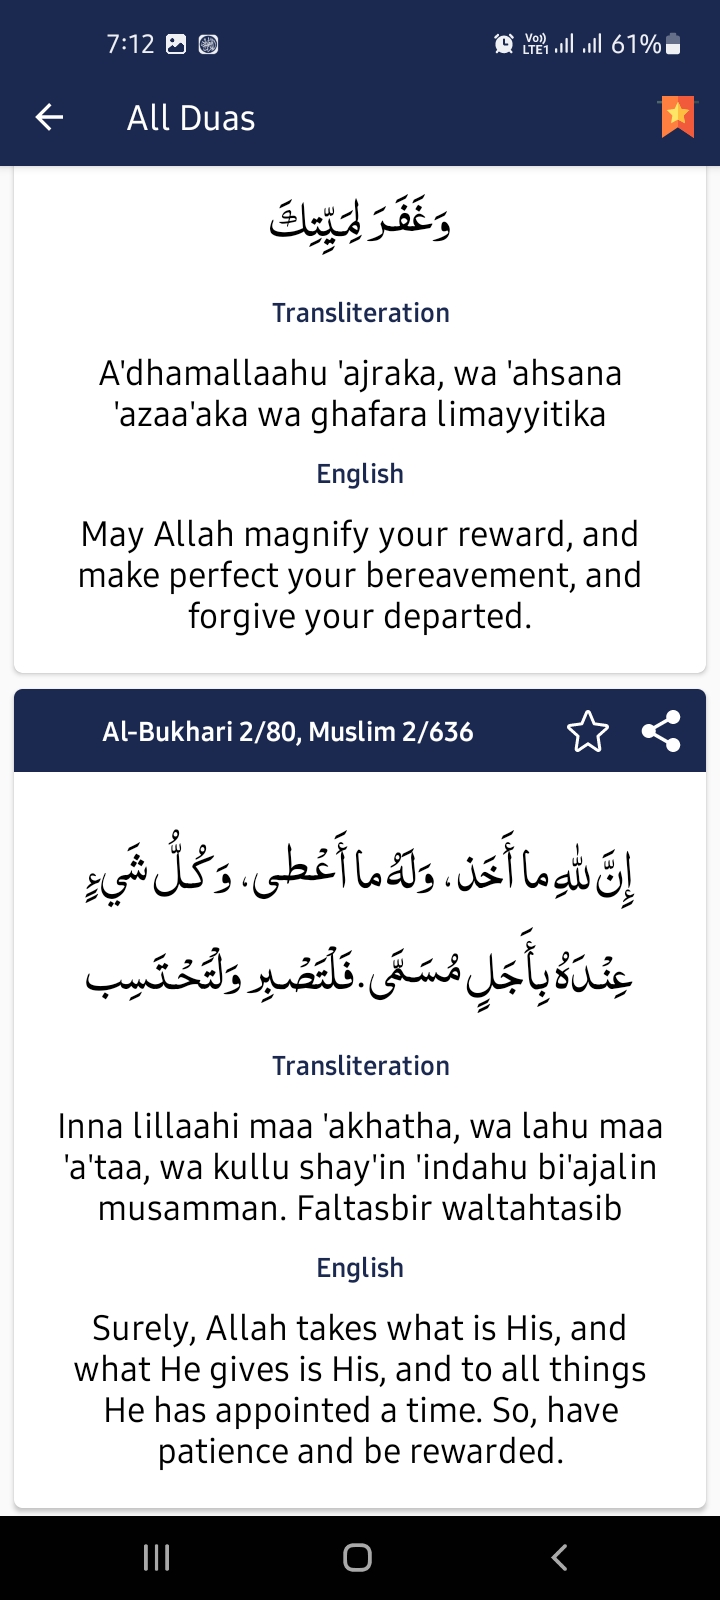 7:12
Vo)) LTE1 61%
All Duas
وَغَفَرَ لِمَيِّتِكَ
Transliteration
A'dhamallaahu 'ajraka, wa 'ahsana
'azaa'aka wa ghafara limayyitika
English
May Allah magnify your reward, and
make perfect your bereavement, and
forgive your departed.
Al-Bukhari 2/80, Muslim 2/636
إِنَّ لِلّٰهِ ما أَخَذ، وَلَهُ ما أَعْطى، وَكُلُّ شَيءٍ
عِنْدَهُ بِأَجَلٍ مُسَمَّى.فَلْتَصْبِر وَلْتَحْتَسِب
Transliteration
Inna lillaahi maa 'akhatha, wa lahu maa
'a'taa, wa kullu shay'in 'indahu bi'ajalin
musamman. Faltasbir waltahtasib
English
Surely, Allah takes what is His, and
what He gives is His, and to all things
He has appointed a time. So, have
patience and be rewarded.